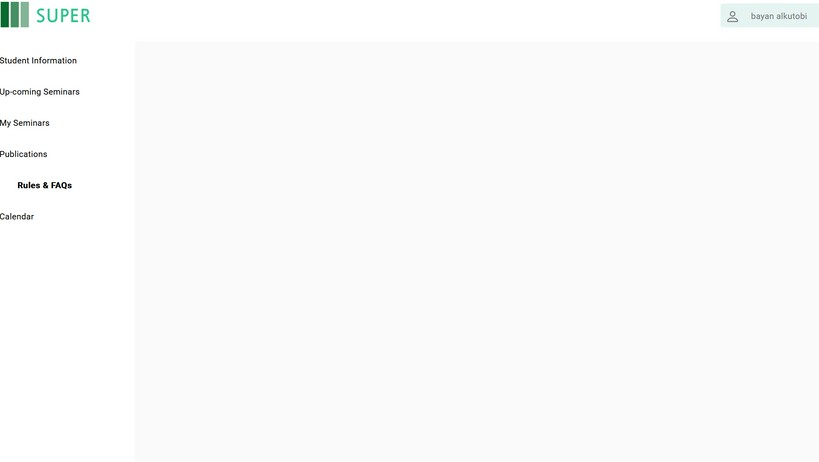 SUPER
bayan alkutobi
Student Information
Up-coming Seminars
My Seminars
Publications
Rules & FAQs
Calendar